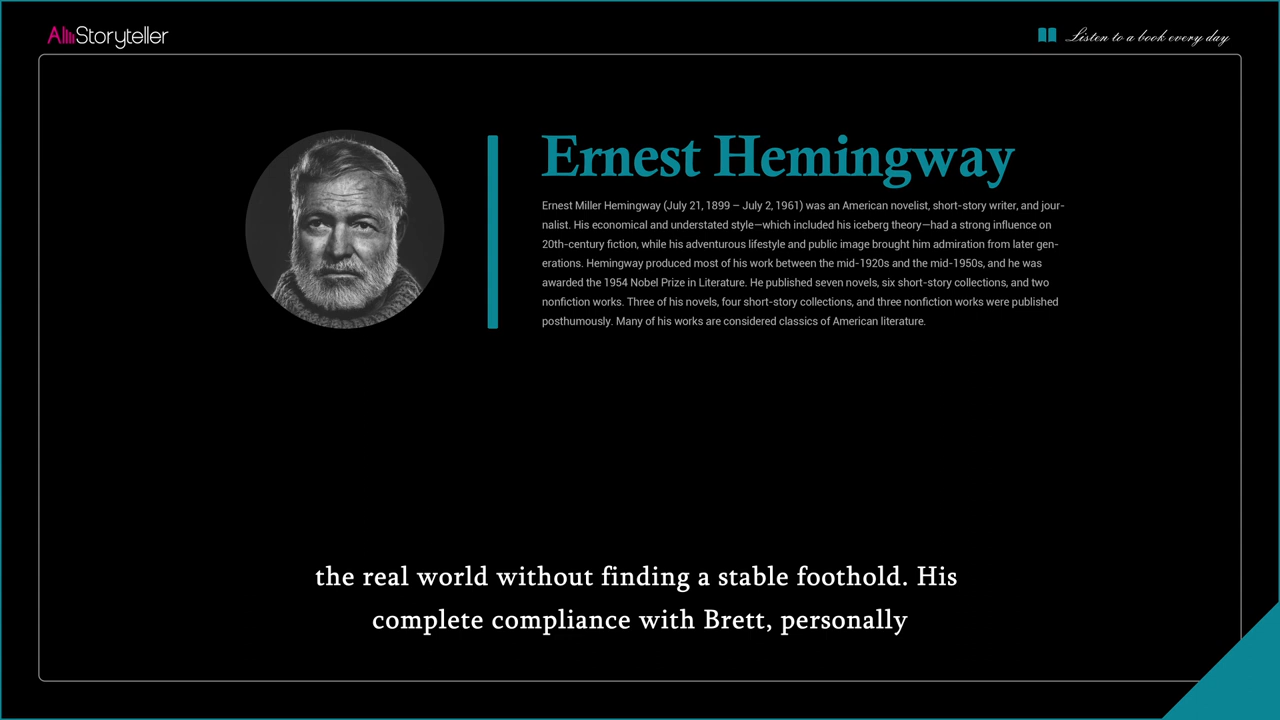 AllStoryteller
Listen to a book every day
Ernest Hemingway
Ernest Miller Hemingway (July 21, 1899 – July 2, 1961) was an American novelist, short-story writer, and jour-
nalist. His economical and understated style—which included his iceberg theory—had a strong influence on
20th-century fiction, while his adventurous lifestyle and public image brought him admiration from later gen-
erations. Hemingway produced most of his work between the mid-1920s and the mid-1950s, and he was
awarded the 1954 Nobel Prize in Literature. He published seven novels, six short-story collections, and two
nonfiction works. Three of his novels, four short-story collections, and three nonfiction works were published
posthumously. Many of his works are considered classics of American literature.
the real world without finding a stable foothold. His
complete compliance with Brett, personally